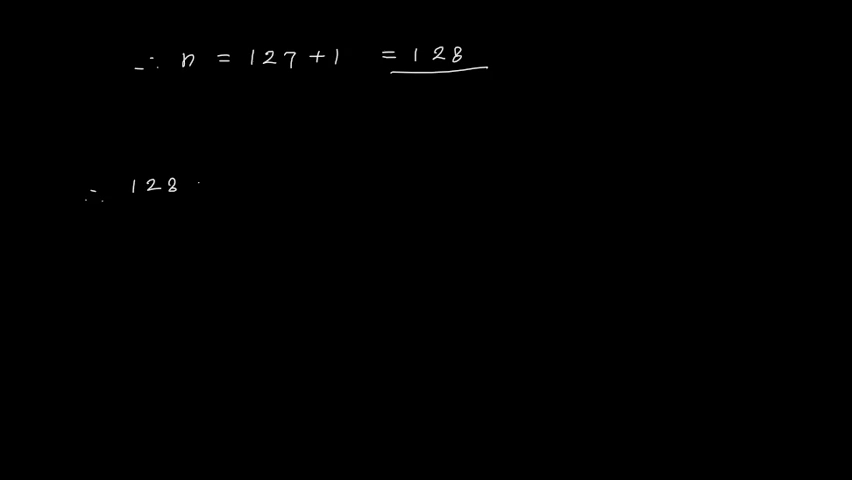 ∴ n = 127 + 1 = 128
∴ 128